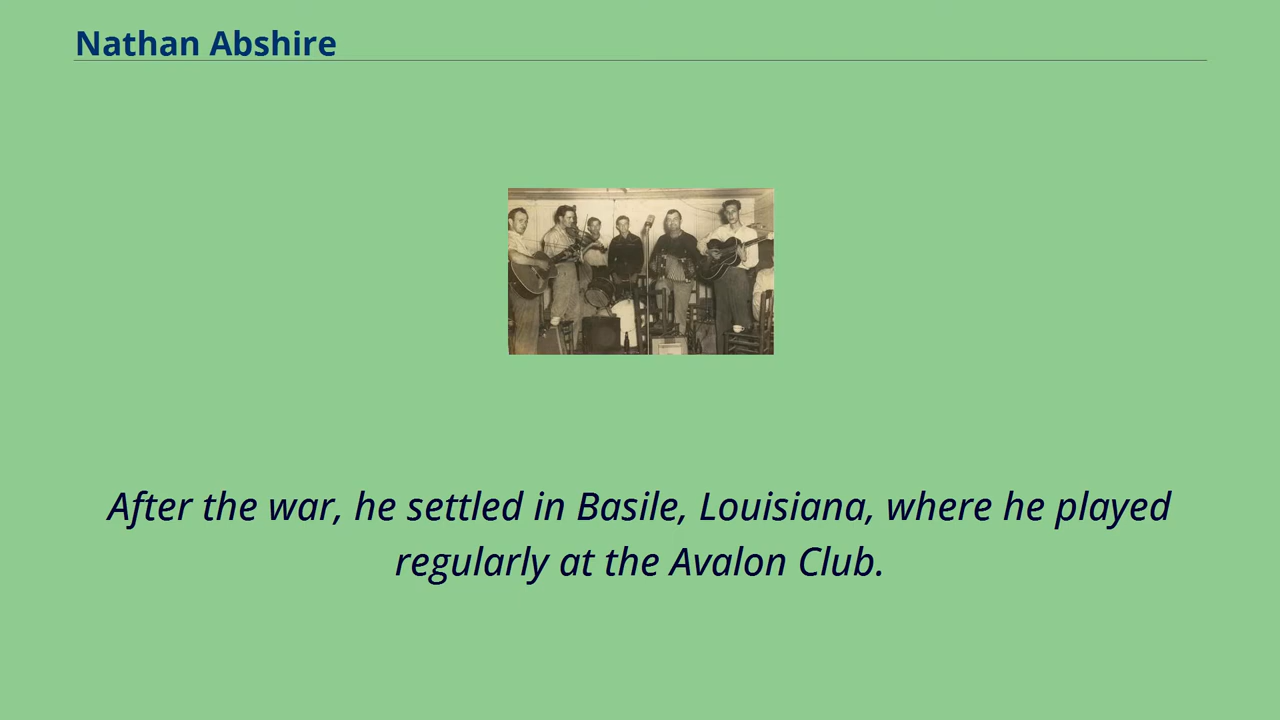 Nathan Abshire
After the war, he settled in Basile, Louisiana, where he played
regularly at the Avalon Club.